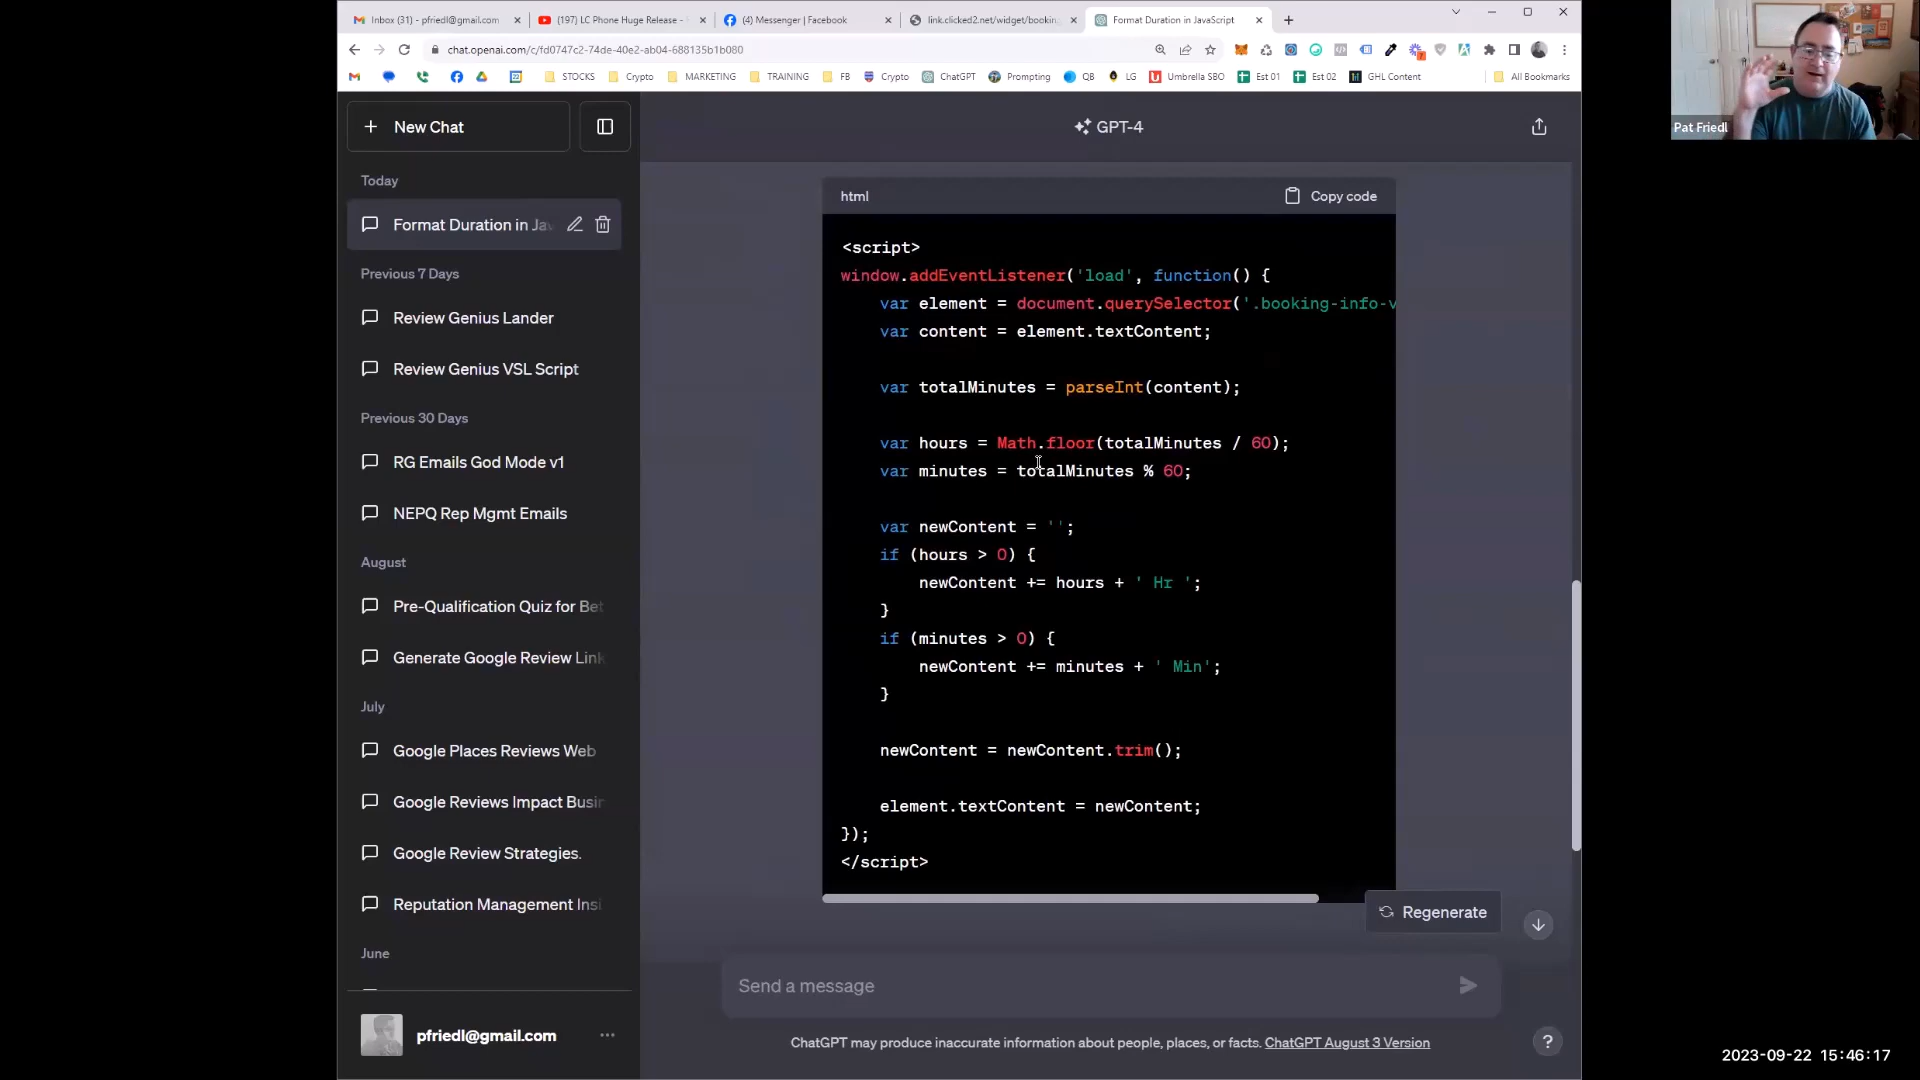 Inbox (31) - pfriedl@gmail.com
(197) LC Phone Huge Release -
(4) Messenger | Facebook
link.clicked2.net/widget/bookin
Format Duration in JavaScript
chat.openai.com/c/fd0747c2-74de-40e2-ab04-688135b1b080
STOCKS
Crypto
MARKETING
TRAINING
FB
Crypto
ChatGPT
Prompting
QB
LG
Umbrella SBO
Est 01
Est 02
GHL Content
All Bookmarks
Pat Friedl
New Chat
GPT-4
Today
Format Duration in Jav
Previous 7 Days
Review Genius Lander
Review Genius VSL Script
Previous 30 Days
RG Emails God Mode v1
NEPQ Rep Mgmt Emails
August
Pre-Qualification Quiz for Bet
Generate Google Review Link
July
Google Places Reviews Web
Google Reviews Impact Busin
Google Review Strategies.
Reputation Management Insi
June
pfriedl@gmail.com
html
Copy code
<script>
window.addEventListener('load', function() {
var element = document.querySelector('.booking-info-v
var content = element.textContent;
var totalMinutes = parseInt(content);
var hours = Math.floor(totalMinutes / 60);
var minutes = totalMinutes % 60;
var newContent = '';
if (hours > 0) {
newContent += hours + ' Hr ';
}
if (minutes > 0) {
newContent += minutes + ' Min';
}
newContent = newContent.trim();
element.textContent = newContent;
});
</script>
Regenerate
Send a message
ChatGPT may produce inaccurate information about people, places, or facts. ChatGPT August 3 Version
?
2023-09-22 15:46:17